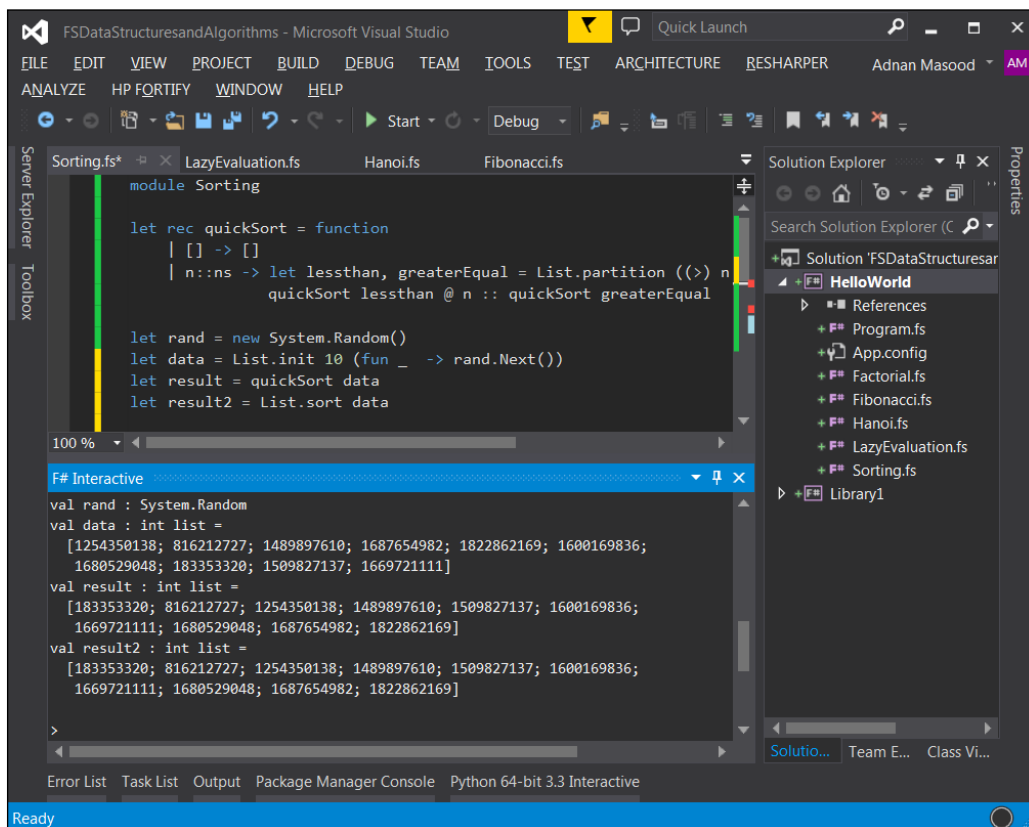 FSDataStructuresandAlgorithms - Microsoft Visual Studio
Quick Launch
FILE EDIT VIEW PROJECT BUILD DEBUG TEAM TOOLS TEST ARCHITECTURE RESHARPER Adnan Masood AM
ANALYZE HP FORTIFY WINDOW HELP
Start Debug
Server Explorer
Toolbox
Sorting.fs* LazyEvaluation.fs Hanoi.fs Fibonacci.fs
module Sorting
let rec quickSort = function
| [] -> []
| n::ns -> let lessthan, greaterEqual = List.partition ((>) n
quickSort lessthan @ n :: quickSort greaterEqual
let rand = new System.Random()
let data = List.init 10 (fun _ -> rand.Next())
let result = quickSort data
let result2 = List.sort data
100 %
F# Interactive
val rand : System.Random
val data : int list =
[1254350138; 816212727; 1489897610; 1687654982; 1822862169; 1600169836;
1680529048; 183353320; 1509827137; 1669721111]
val result : int list =
[183353320; 816212727; 1254350138; 1489897610; 1509827137; 1600169836;
1669721111; 1680529048; 1687654982; 1822862169]
val result2 : int list =
[183353320; 816212727; 1254350138; 1489897610; 1509827137; 1600169836;
1669721111; 1680529048; 1687654982; 1822862169]
>
Solution Explorer
Search Solution Explorer (C
Solution 'FSDataStructuresar
F# HelloWorld
References
F# Program.fs
App.config
F# Factorial.fs
F# Fibonacci.fs
F# Hanoi.fs
F# LazyEvaluation.fs
F# Sorting.fs
F# Library1
Solutio... Team E... Class Vi...
Properties
Error List Task List Output Package Manager Console Python 64-bit 3.3 Interactive
Ready